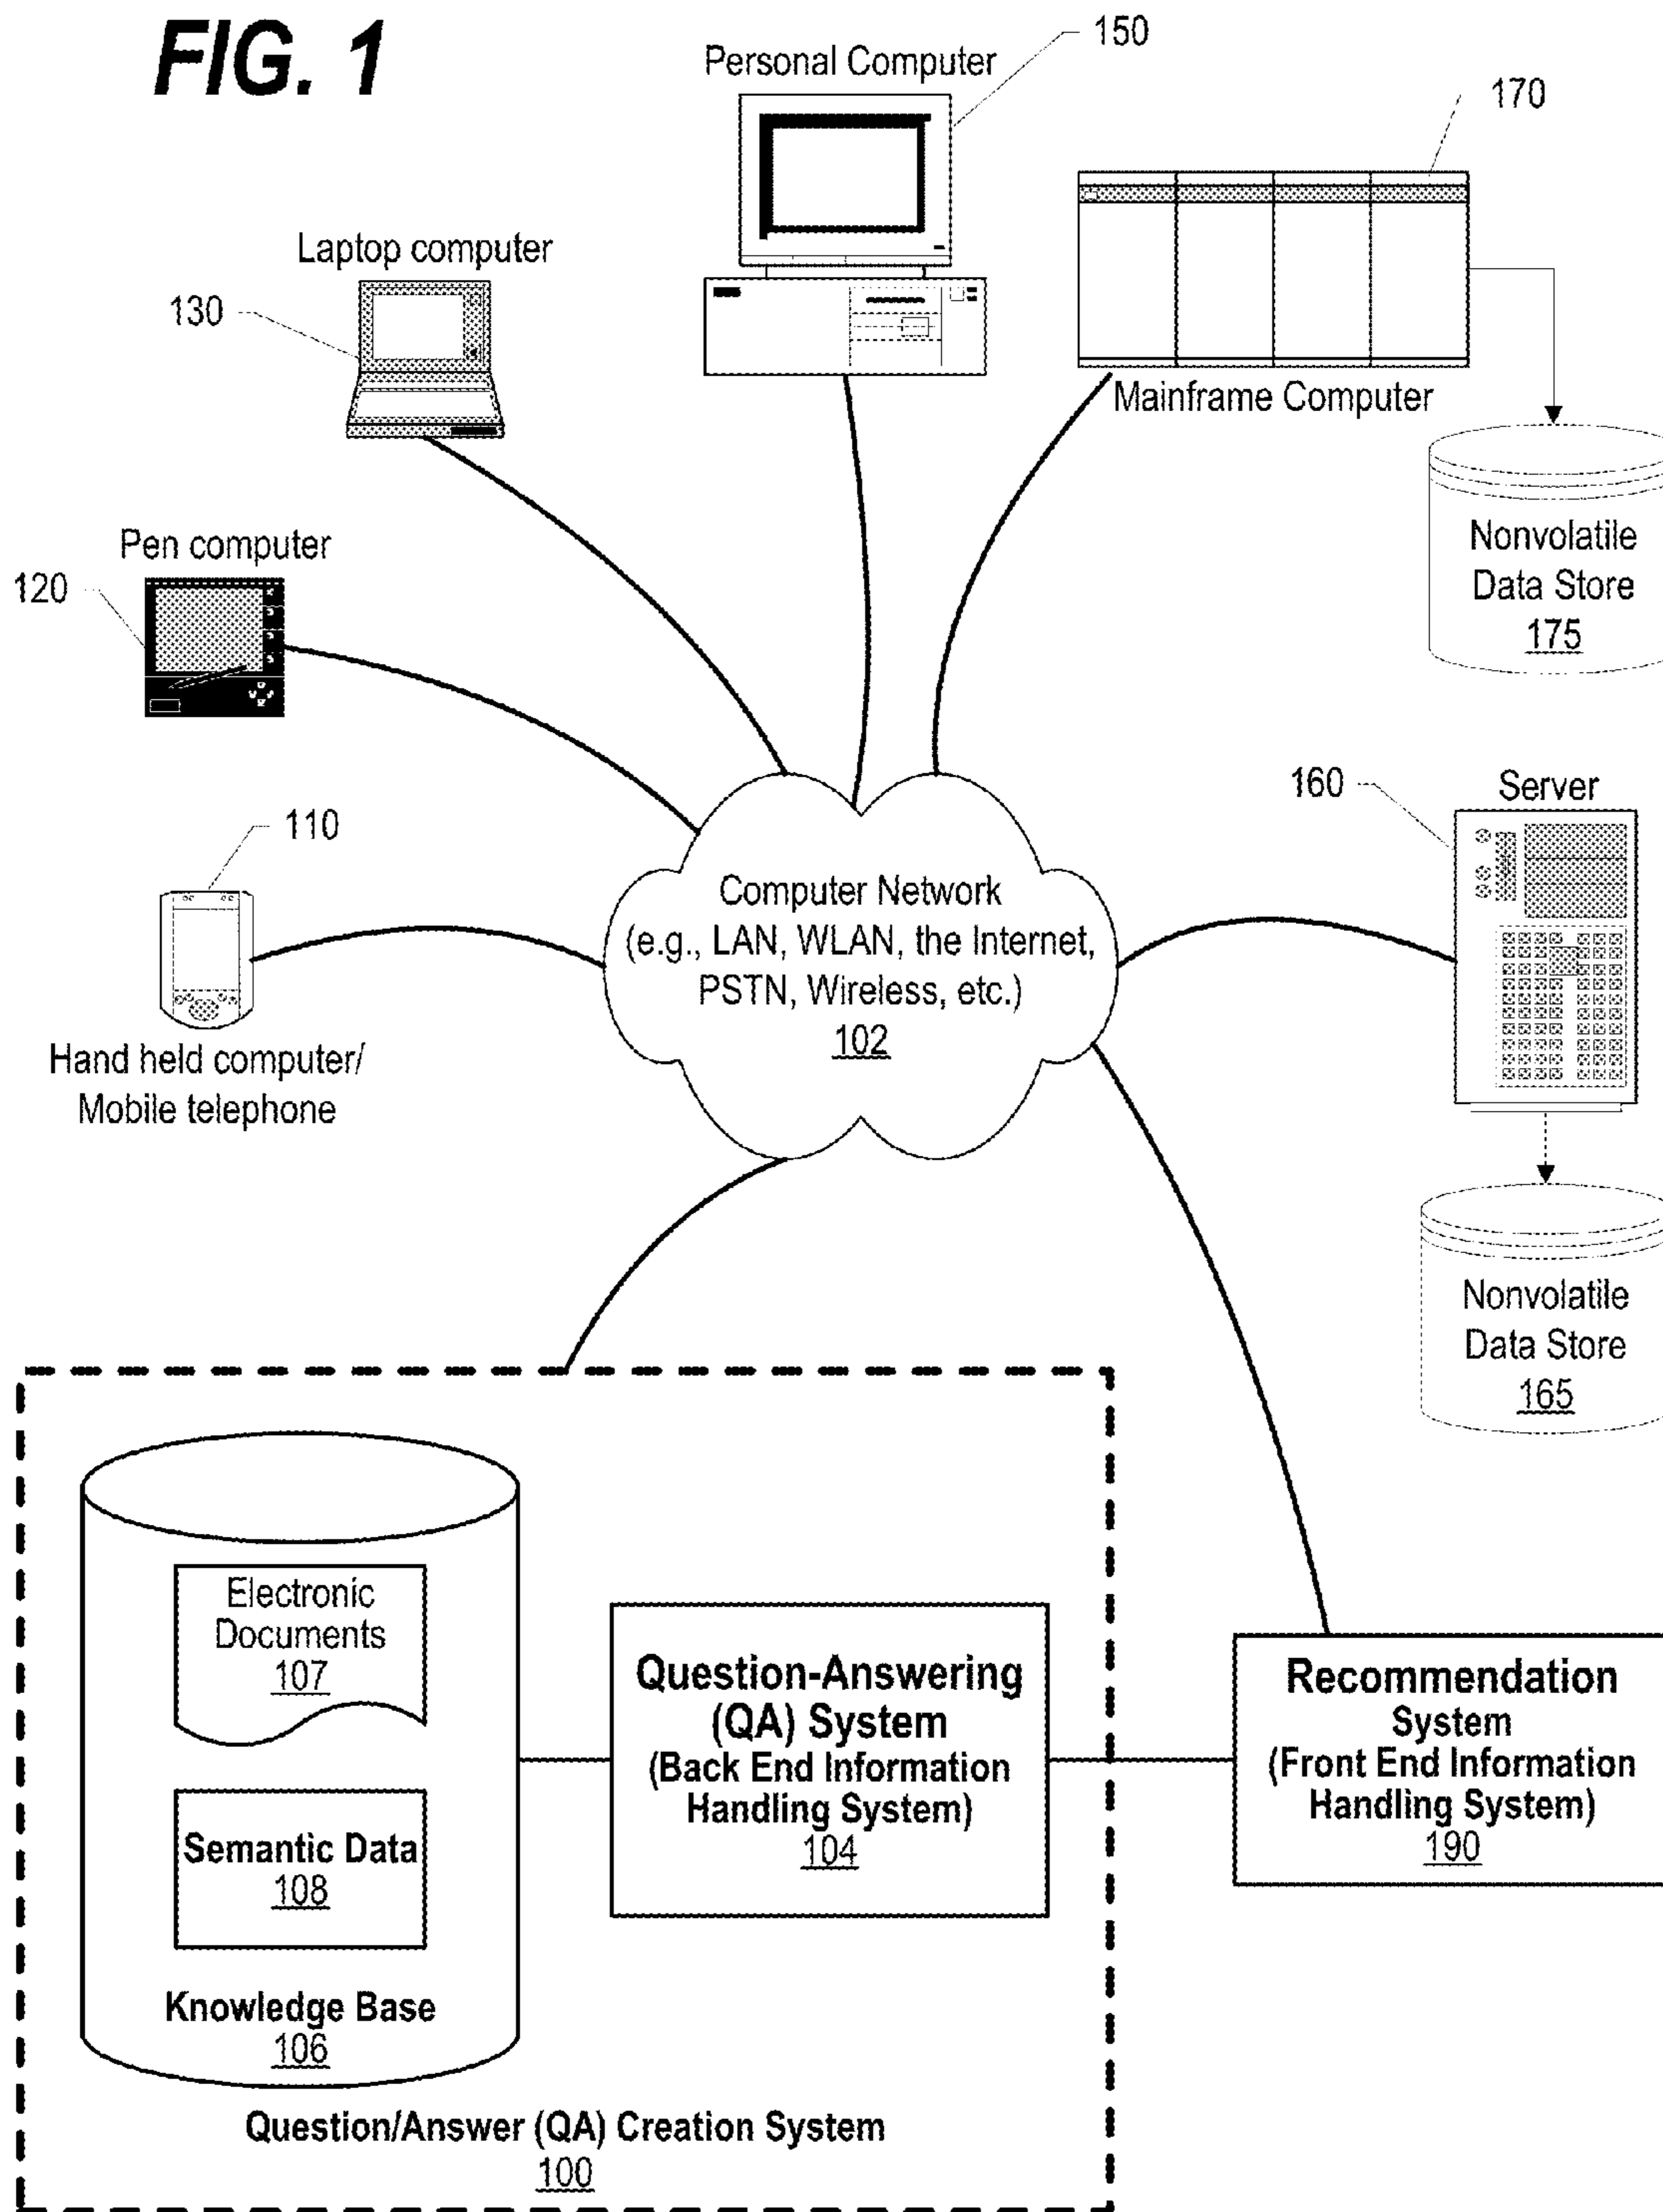 FIG. 1
Personal Computer
150
170
Laptop computer
130
Mainframe Computer
Nonvolatile
Data Store
175
Pen computer
120
160
Server
110
Computer Network
(e.g., LAN, WLAN, the Internet,
PSTN, Wireless, etc.)
102
Hand held computer/
Mobile telephone
Nonvolatile
Data Store
165
Electronic
Documents
107
Semantic Data
108
Knowledge Base
106
Question-Answering
(QA) System
(Back End Information
Handling System)
104
Recommendation
System
(Front End Information
Handling System)
190
Question/Answer (QA) Creation System
100